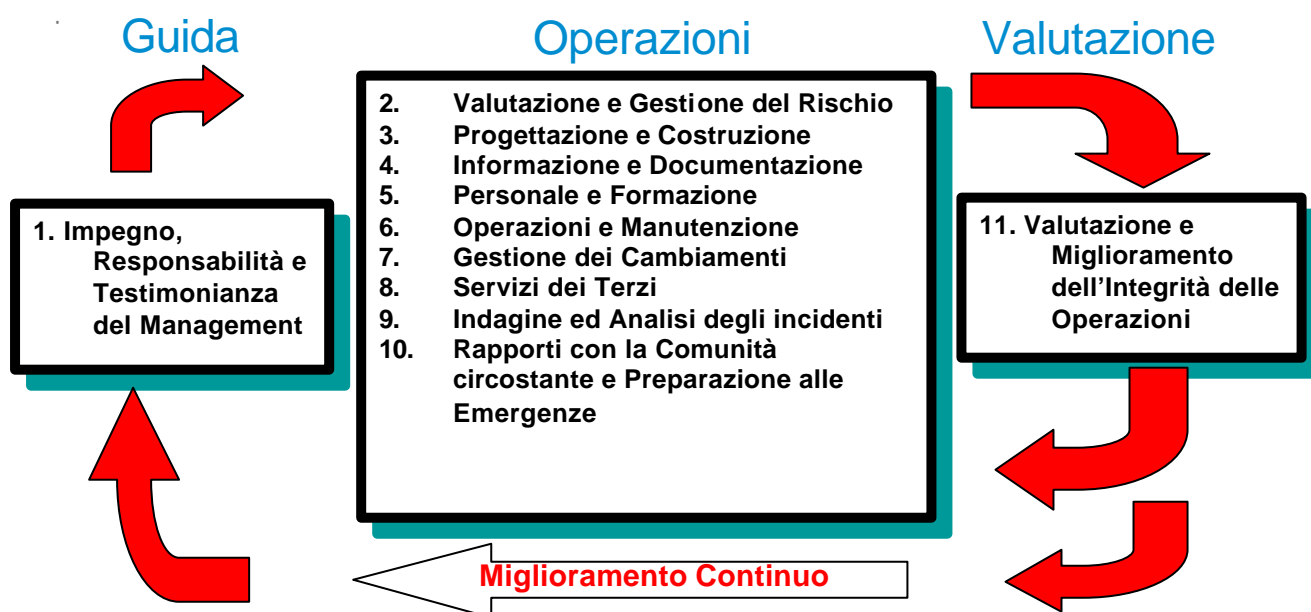 Guida
Operazioni
Valutazione
1. Impegno,
Responsabilità e
Testimonianza
del Management
2. Valutazione e Gestione del Rischio
3. Progettazione e Costruzione
4. Informazione e Documentazione
5. Personale e Formazione
6. Operazioni e Manutenzione
7. Gestione dei Cambiamenti
8. Servizi dei Terzi
9. Indagine ed Analisi degli incidenti
10. Rapporti con la Comunità
circostante e Preparazione alle
Emergenze
11. Valutazione e
Miglioramento
dell'Integrità delle
Operazioni
Miglioramento Continuo